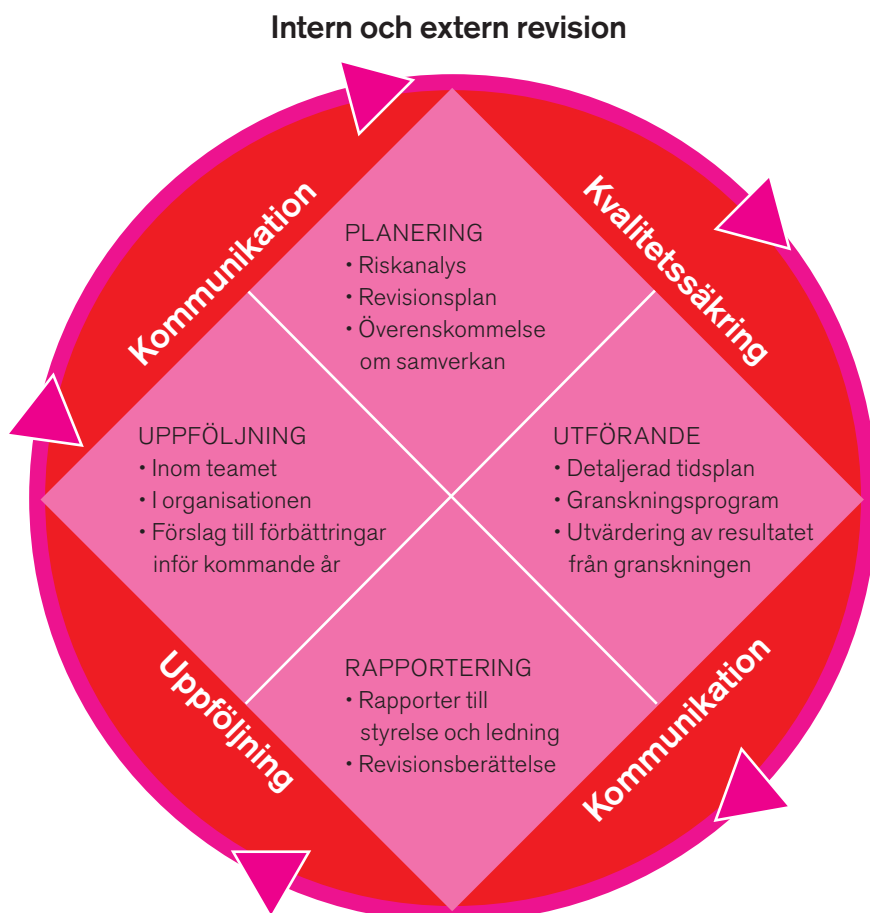 Intern och extern revision
Kommunikation
Kvalitetssäkring
PLANERING
• Riskanalys
• Revisionsplan
• Överenskommelse
om samverkan
UPPFÖLJNING
• Inom teamet
• I organisationen
• Förslag till förbättringar
inför kommande år
UTFÖRANDE
• Detaljerad tidsplan
• Granskningsprogram
• Utvärdering av resultatet
från granskningen
RAPPORTERING
• Rapporter till
styrelse och ledning
• Revisionsberättelse
Uppföljning
Kommunikation